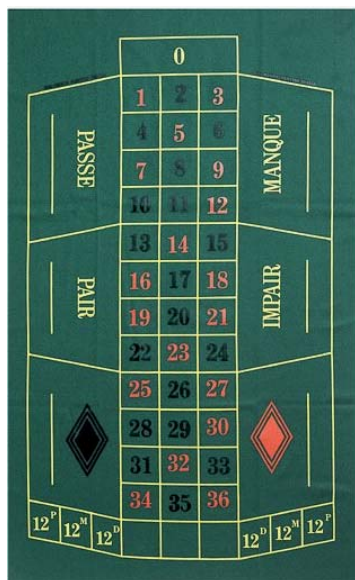 0
1 2 3
4 5 6
7 8 9
10 11 12
PASSE
MANQUE
13 14 15
16 17 18
19 20 21
22 23 24
PAIR
IMPAIR
25 26 27
28 29 30
31 32 33
34 35 36
12P 12M 12D
12D 12M 12P